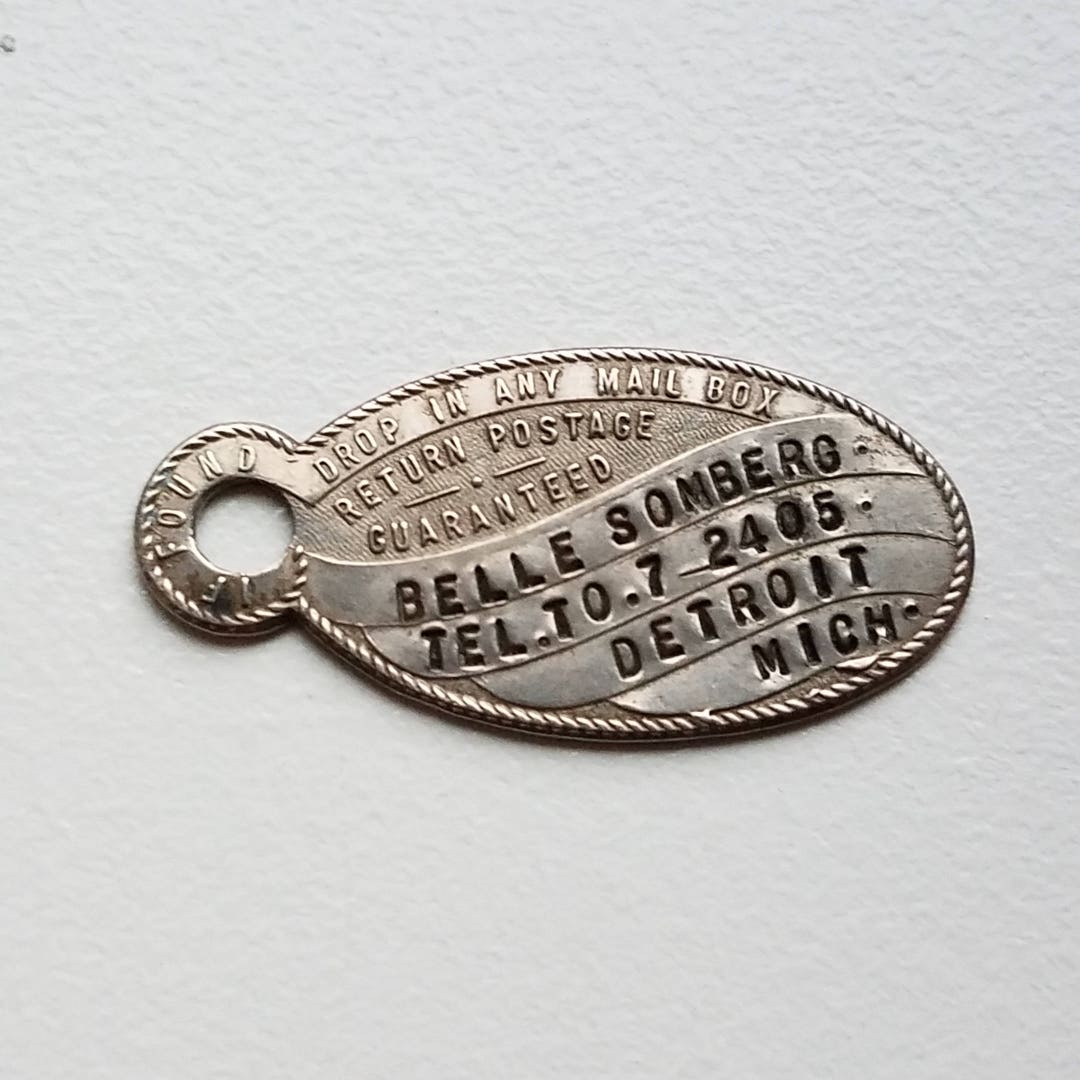 IF FOUND
DROP IN ANY MAIL BOX
RETURN POSTAGE
GUARANTEED
BELLE SOMBERG.
TEL.TO.7-2405.
DETROIT
MICH.